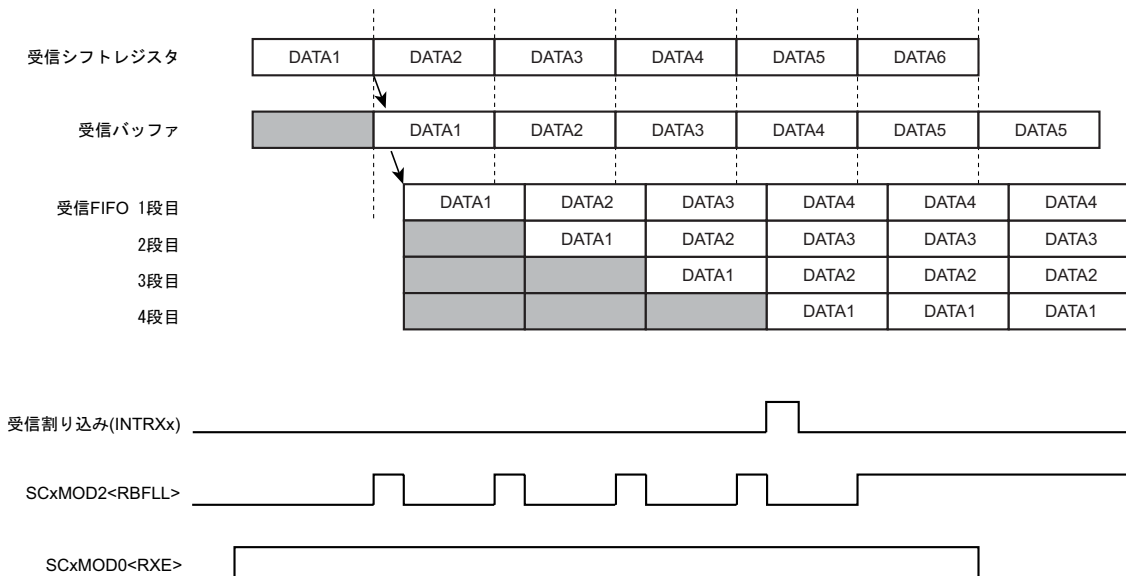 受信シフトレジスタ DATA1 DATA2 DATA3 DATA4 DATA5 DATA6
受信バッファ DATA1 DATA2 DATA3 DATA4 DATA5 DATA5
受信FIFO 1段目 DATA1 DATA2 DATA3 DATA4 DATA4 DATA4
2段目 DATA1 DATA2 DATA3 DATA3 DATA3
3段目 DATA1 DATA2 DATA2 DATA2
4段目 DATA1 DATA1 DATA1
受信割り込み(INTRXx)
SCxMOD2<RBFLL>
SCxMOD0<RXE>